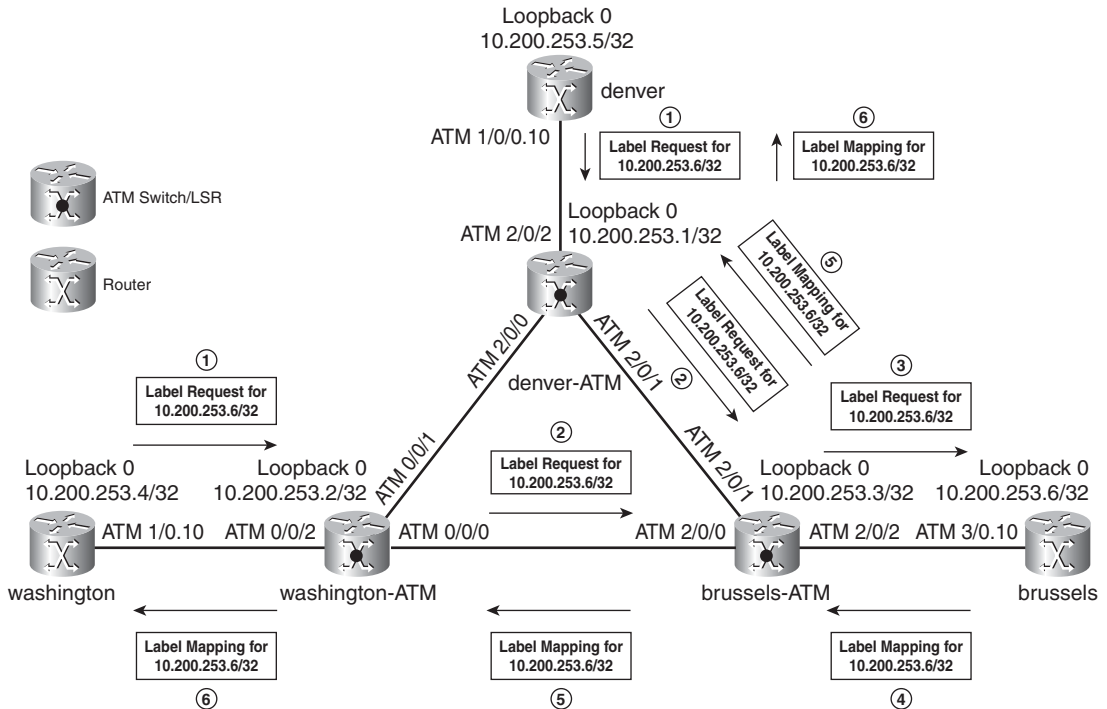 Loopback 0
10.200.253.5/32
denver
ATM 1/0/0.10
1
Label Request for
10.200.253.6/32
6
Label Mapping for
10.200.253.6/32
ATM Switch/LSR
Router
Loopback 0
10.200.253.1/32
ATM 2/0/2
5
Label Mapping for
10.200.253.6/32
Label Request for
10.200.253.6/32
2
ATM 2/0/0
ATM 2/0/1
denver-ATM
1
Label Request for
10.200.253.6/32
3
Label Request for
10.200.253.6/32
2
Label Request for
10.200.253.6/32
ATM 0/0/1
ATM 2/0/1
Loopback 0
10.200.253.4/32
Loopback 0
10.200.253.2/32
Loopback 0
10.200.253.3/32
Loopback 0
10.200.253.6/32
ATM 1/0.10
ATM 0/0/2
ATM 0/0/0
ATM 2/0/0
ATM 2/0/2
ATM 3/0.10
washington
washington-ATM
brussels-ATM
brussels
Label Mapping for
10.200.253.6/32
6
Label Mapping for
10.200.253.6/32
5
Label Mapping for
10.200.253.6/32
4